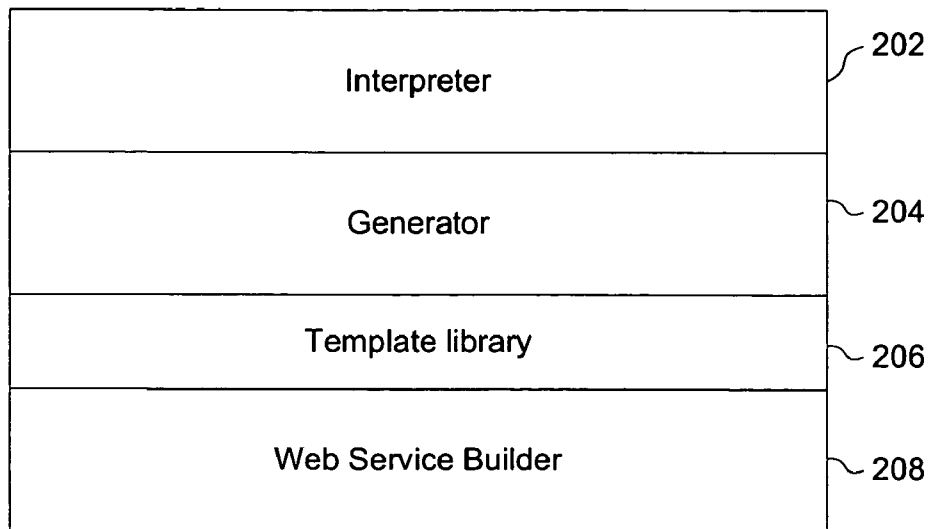 Interpreter
202
Generator
204
Template library
206
Web Service Builder
208